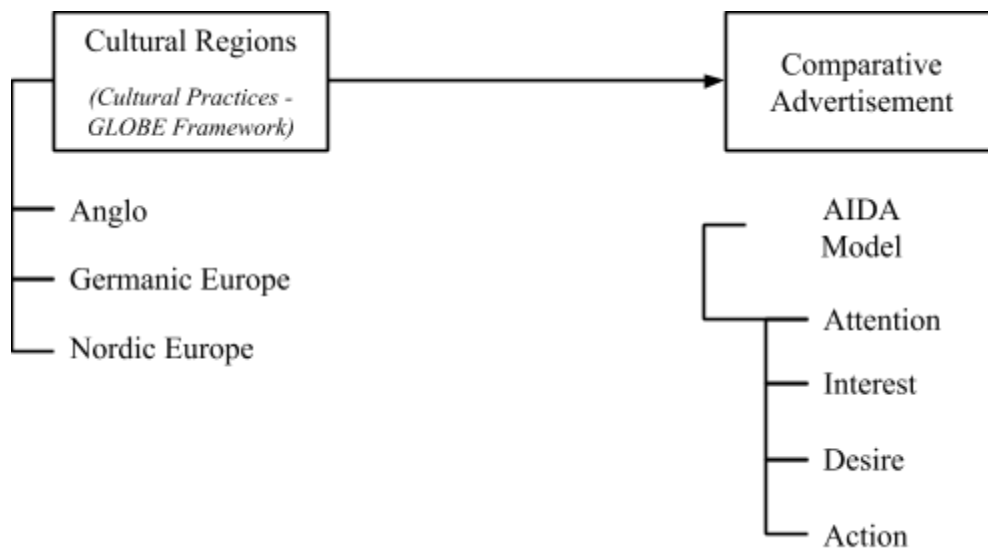 Cultural Regions
(Cultural Practices -
GLOBE Framework)
Anglo
Germanic Europe
Nordic Europe
Comparative
Advertisement
AIDA
Model
Attention
Interest
Desire
Action